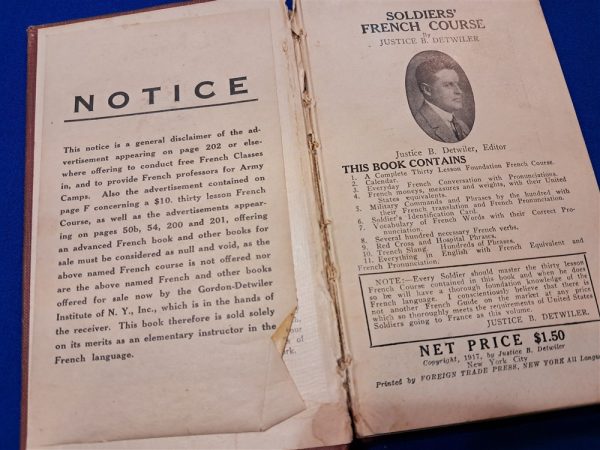 NOTICE
This notice is a general disclaimer of the ad-
vertisement appearing on page 202 or else-
where offering to conduct free French Classes
in, and to provide French professors for Army
Camps. Also the advertisement contained on
page F concerning a $10. thirty lesson French
Course, as well as the advertisements appear-
ing on pages 50b, 54, 200 and 201, offering
an advanced French book and other books for
sale must be considered as null and void, as the
above named French course is not offered nor
are the above named French and other books
offered for sale now by the Gordon-Detwiler
Institute of N. Y., Inc., which is in the hands of
the receiver. This book therefore is sold solely
on its merits as an elementary instructor in the
French language.
SOLDIERS'
FRENCH COURSE
By
JUSTICE B. DETWILER
Justice B. Detwiler, Editor
THIS BOOK CONTAINS
1. A Complete Thirty Lesson Foundation French Course.
2. Calendar.
3. Everyday French Conversation with Pronunciations.
4. French moneys, measures and weights, with their United
States equivalents.
5. Military Commands and Phrases by the hundred with
their French translation and French Pronunciation.
6. Soldier's Identification Card.
7. Vocabulary of French Words with their Correct Pro-
nunciation.
8. Several hundred necessary French verbs.
9. Red Cross and Hospital Phrases.
10. Trench Slang. Hundreds of Phrases.
11. Everything in English with French Equivalent and
French Pronunciation.
NOTE:—Every Soldier should master the thirty lesson
French Course contained in this book and when he does
so he will have a thorough foundation knowledge of the
French language. I conscientiously believe that there is
not another French Guide on the market at any price
which so thoroughly meets the requirements of United States
Soldiers going to France as this volume.
JUSTICE B. DETWILER.
NET PRICE $1.50
Copyright, 1917, by Justice B. Detwiler
New York City
Printed by FOREIGN TRADE PRESS, NEW YORK All Langua